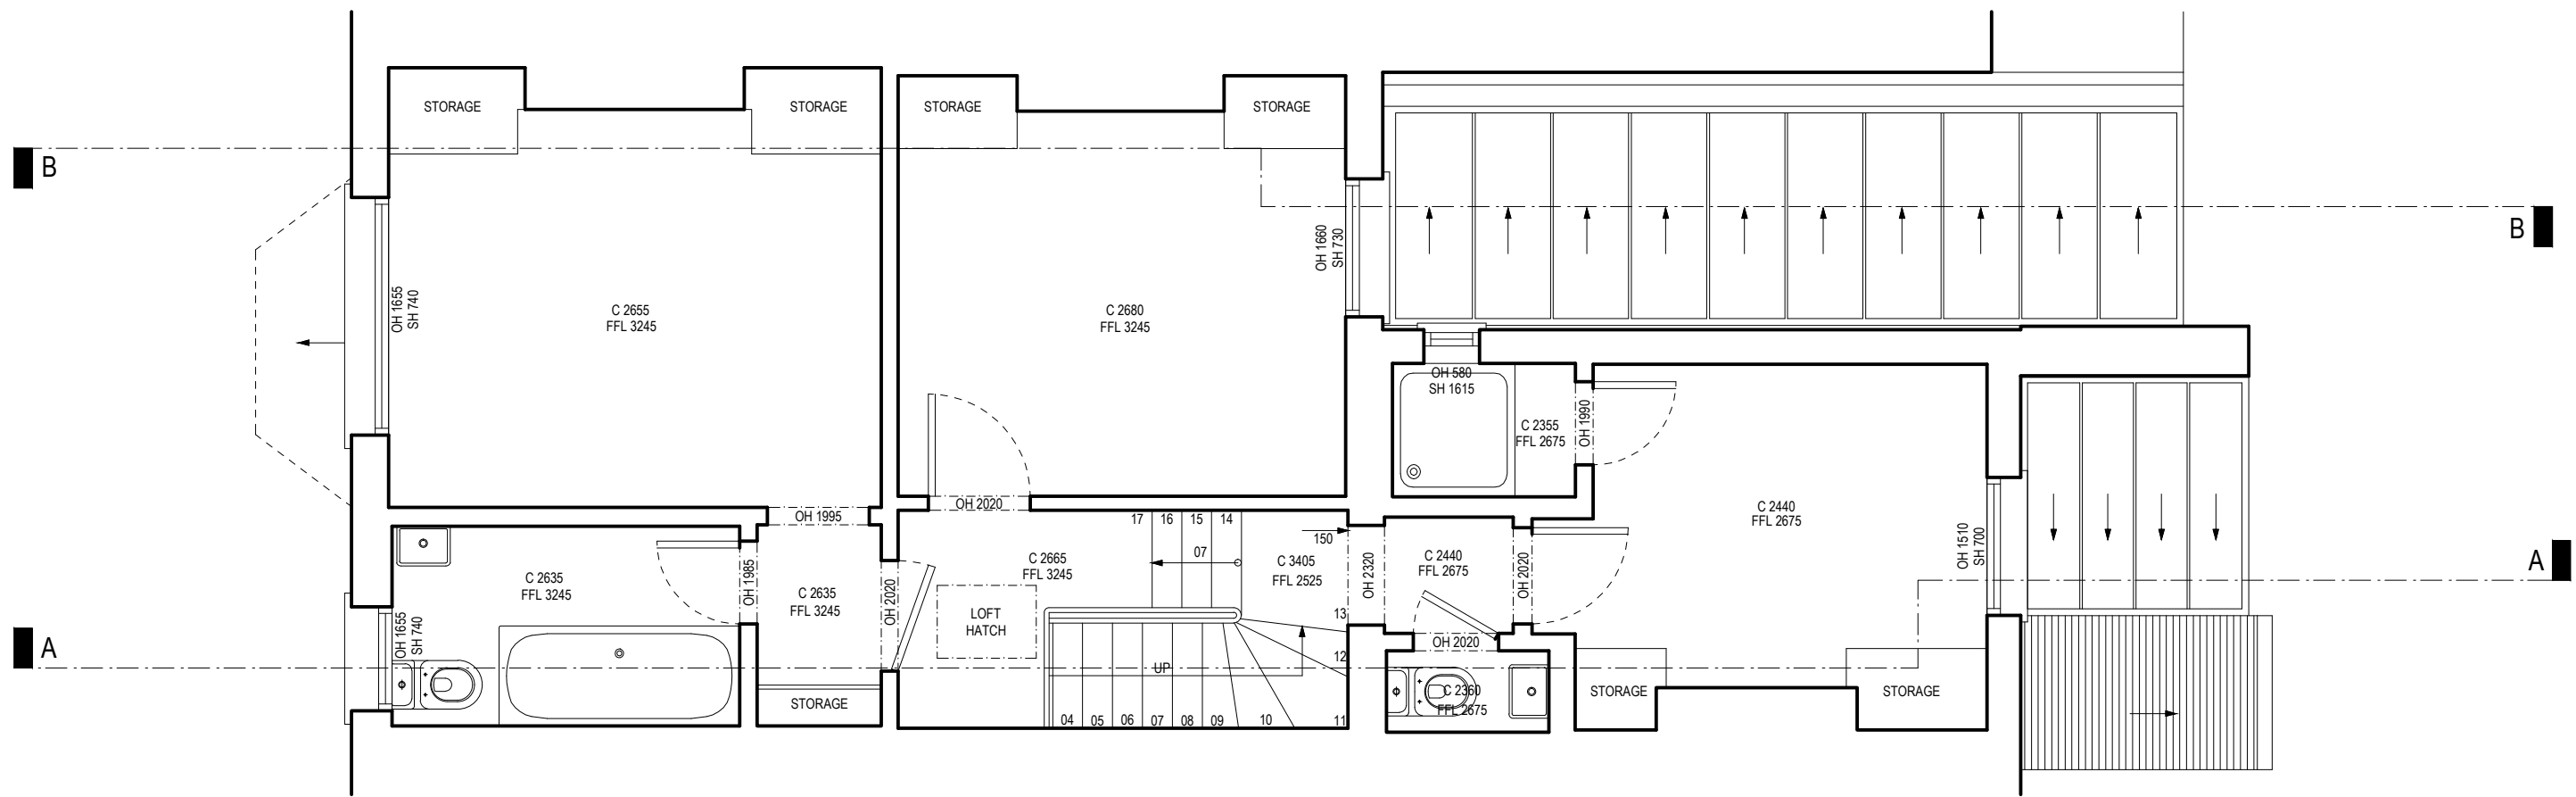 STORAGE
STORAGE
STORAGE
STORAGE
B
B
OH 1655
SH 740
C 2655
FFL 3245
C 2680
FFL 3245
OH 1660
SH 730
OH 580
SH 1615
C 2355
FFL 2675
OH 1990
OH 1995
OH 2020
17
16
15
14
150
07
C 2665
FFL 3245
C 3405
FFL 2525
OH 2320
C 2440
FFL 2675
OH 2020
C 2440
FFL 2675
OH 1510
SH 700
A
C 2635
FFL 3245
OH 1985
C 2635
FFL 3245
OH 2020
LOFT
HATCH
13
12
UP
OH 2020
OH 1655
SH 740
A
C 2360
FFL 2675
STORAGE
STORAGE
STORAGE
04
05
06
07
08
09
10
11